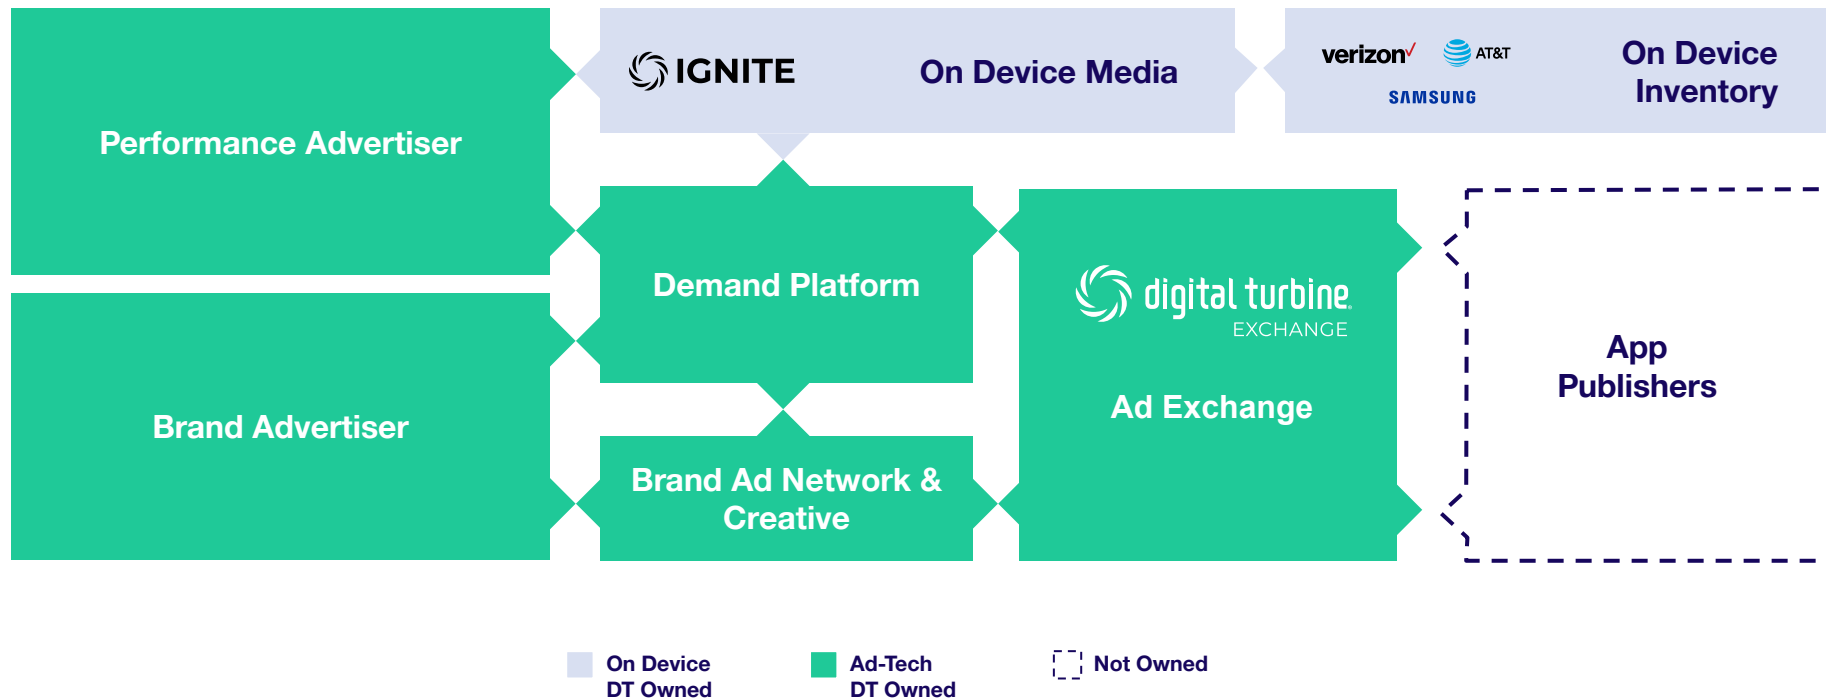 Performance Advertiser
IGNITE
On Device Media
verizon
AT&T
SAMSUNG
On Device
Inventory
Brand Advertiser
Demand Platform
Brand Ad Network &
Creative
digital turbine
EXCHANGE
Ad Exchange
App
Publishers
On Device
DT Owned
Ad-Tech
DT Owned
Not Owned